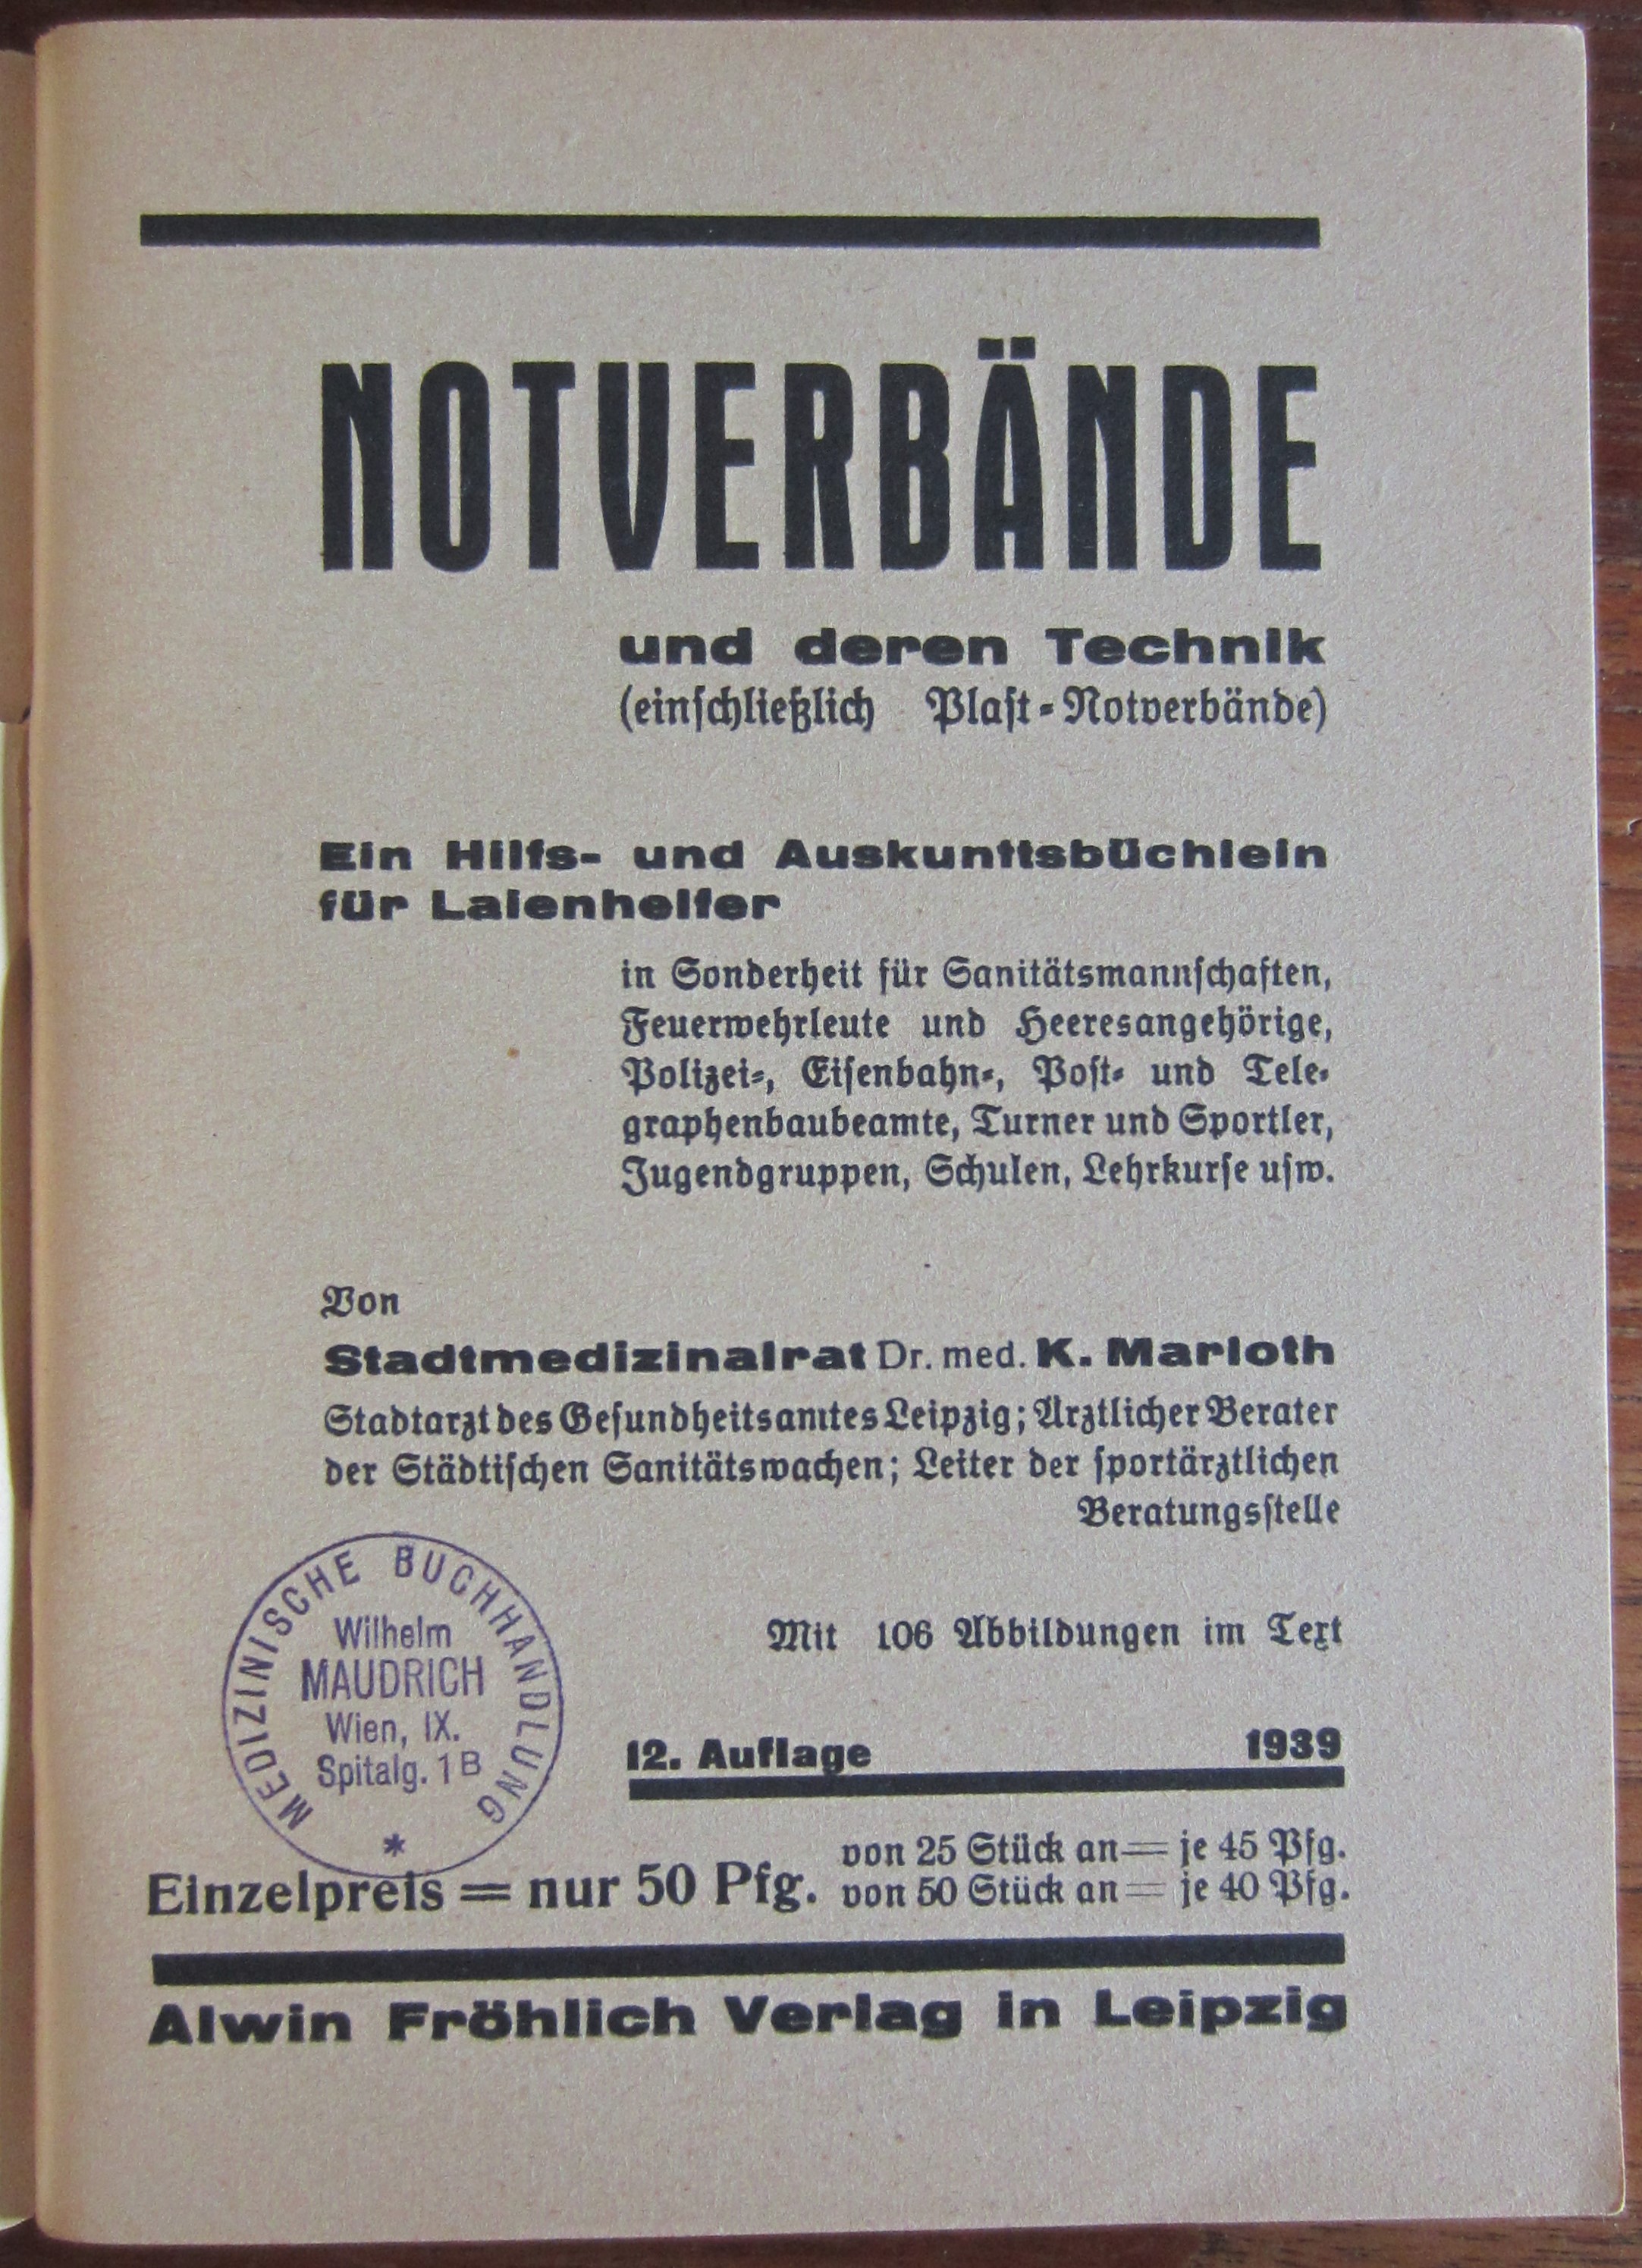 NOTVERBÄNDE
und deren Technik
(einschließlich Plast-Notverbände)
Ein Hilfs- und Auskunftsbüchlein
für Laienhelfer
in Sonderheit für Sanitätsmannschaften,
Feuerwehrleute und Heeresangehörige,
Polizei-, Eisenbahn-, Post- und Tele-
graphenbaubeamte, Turner und Sportler,
Jugendgruppen, Schulen, Lehrkurse usw.
Von
Stadtmedizinalrat Dr. med. K. Marloth
Stadtarzt des Gesundheitsamtes Leipzig; Ärztlicher Berater
der Städtischen Sanitätswachen; Leiter der sportärztlichen
Beratungsstelle
MEDIZINISCHE BUCHHANDLUNG
Wilhelm
MAUDRICH
Wien, IX.
Spitalg. 1B
*
Mit 106 Abbildungen im Text
12. Auflage 1939
Einzelpreis = nur 50 Pfg.
von 25 Stück an = je 45 Pfg.
von 50 Stück an = je 40 Pfg.
Alwin Fröhlich Verlag in Leipzig